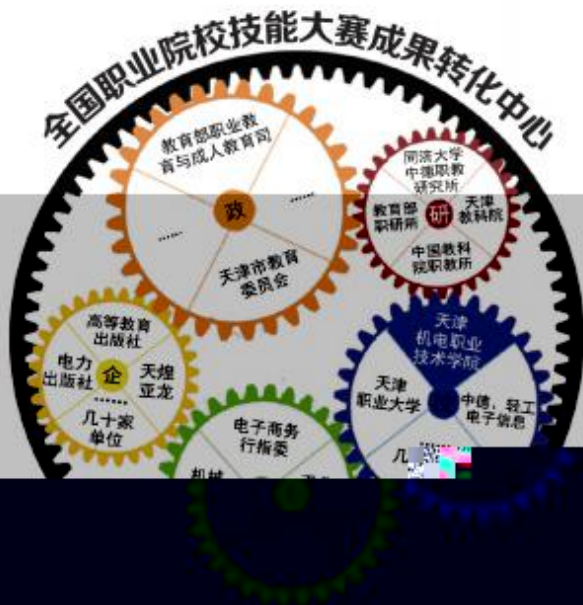 全国职业院校技能大赛成果转化中心
教育部职业教
育与成人教育司
……
政
……
天津市教育
委员会
同济大学
中德职教
研究所
教育部
职研所
研
天津
教科院
中国教科
院职教所
高等教育
出版社
电力
出版社
企
天煌
亚龙
……
几十家
单位
天津
机电职业
技术学院
天津
职业大学
中德，轻工
电子信息
……
几
电子商务
行指委
机械